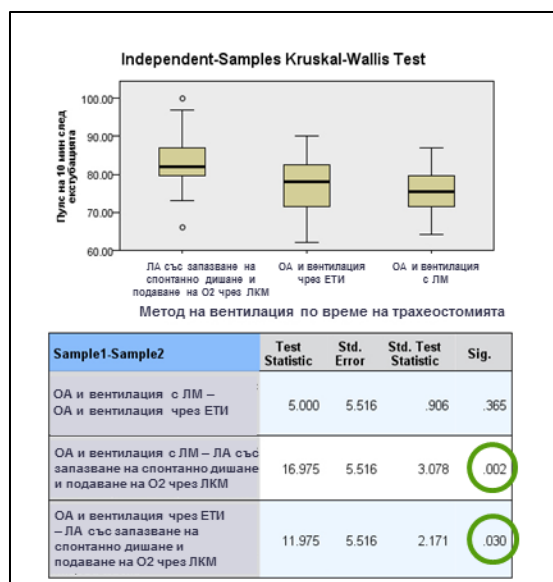 Independent-Samples Kruskal-Wallis Test
Пулс на 10 мин след
екстубацията
100.00
90.00
80.00
70.00
60.00
ЛА със запазване на
спонтанно дишане и
подаване на О2 чрез ЛКМ
ОА и вентилация
чрез ЕТИ
ОА и вентилация
с ЛМ
Метод на вентилация по време на трахеостомията
Sample1-Sample2
Test
Statistic
Std.
Error
Std. Test
Statistic
Sig.
ОА и вентилация с ЛМ –
ОА и вентилация чрез ЕТИ
5.000 5.516 .906 .365
ОА и вентилация с ЛМ – ЛА със
запазване на спонтанно дишане
и подаване на О2 чрез ЛКМ
16.975 5.516 3.078 .002
ОА и вентилация чрез ЕТИ
– ЛА със запазване на
спонтанно дишане и
подаване на О2 чрез ЛКМ
11.975 5.516 2.171 .030